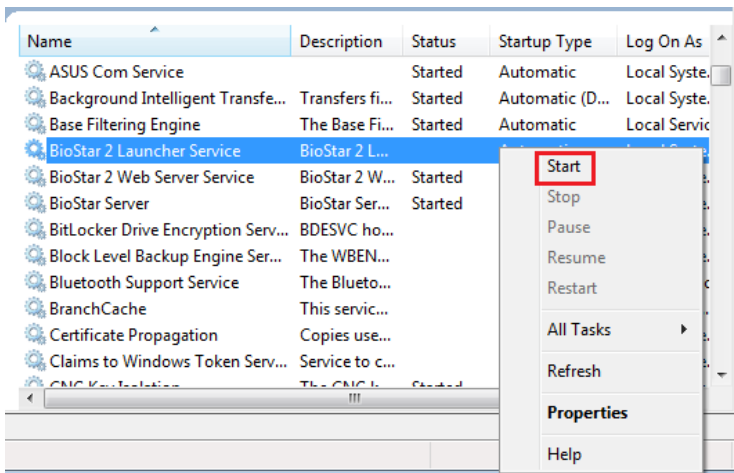 Name Description Status Startup Type Log On As
ASUS Com Service Started Automatic Local Syste.
Background Intelligent Transfe... Transfers fi... Started Automatic (D... Local Syste.
Base Filtering Engine The Base Fi... Started Automatic Local Servic
BioStar 2 Launcher Service BioStar 2 L...
Start
BioStar 2 Web Server Service BioStar 2 W... Started
Stop
BioStar Server BioStar Ser... Started
Pause
BitLocker Drive Encryption Serv... BDESVC ho...
Resume
Block Level Backup Engine Ser... The WBEN...
Restart
Bluetooth Support Service The Blueto...
BranchCache This servic...
All Tasks
Certificate Propagation Copies use...
Claims to Windows Token Serv... Service to c...
Refresh
Properties
Help